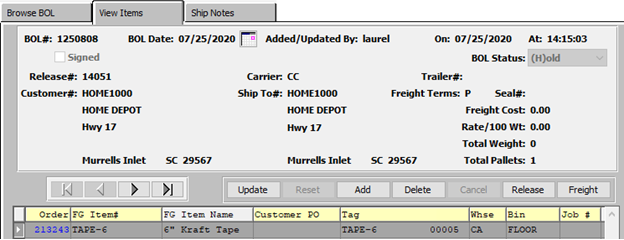 Browse BOL View Items Ship Notes
BOL#: 1250808 BOL Date: 07/25/2020 Added/Updated By: laurel On: 07/25/2020 At: 14:15:03
Signed BOL Status: (H)old
Release#: 14051 Carrier: CC Trailer#:
Customer#: HOME1000 Ship To#: HOME1000 Freight Terms: P Seal#:
HOME DEPOT HOME DEPOT Freight Cost: 0.00
Hwy 17 Hwy 17 Rate/100 Wt: 0.00
Total Weight: 0
Murrells Inlet SC 29567 Murrells Inlet SC 29567 Total Pallets: 1
Update Reset Add Delete Cancel Release Freight
Order FG Item# FG Item Name Customer PO Tag Whse Bin Job #
213243 TAPE-6 6" Kraft Tape TAPE-6 00005 CA FLOOR